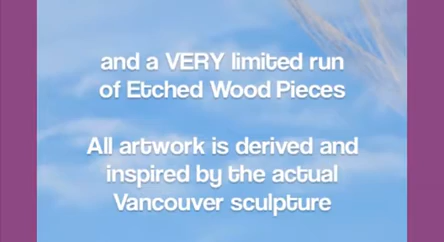 and a VERY limited run
of Etched Wood Pieces
All artwork is derived and
inspired by the actual
Vancouver sculpture